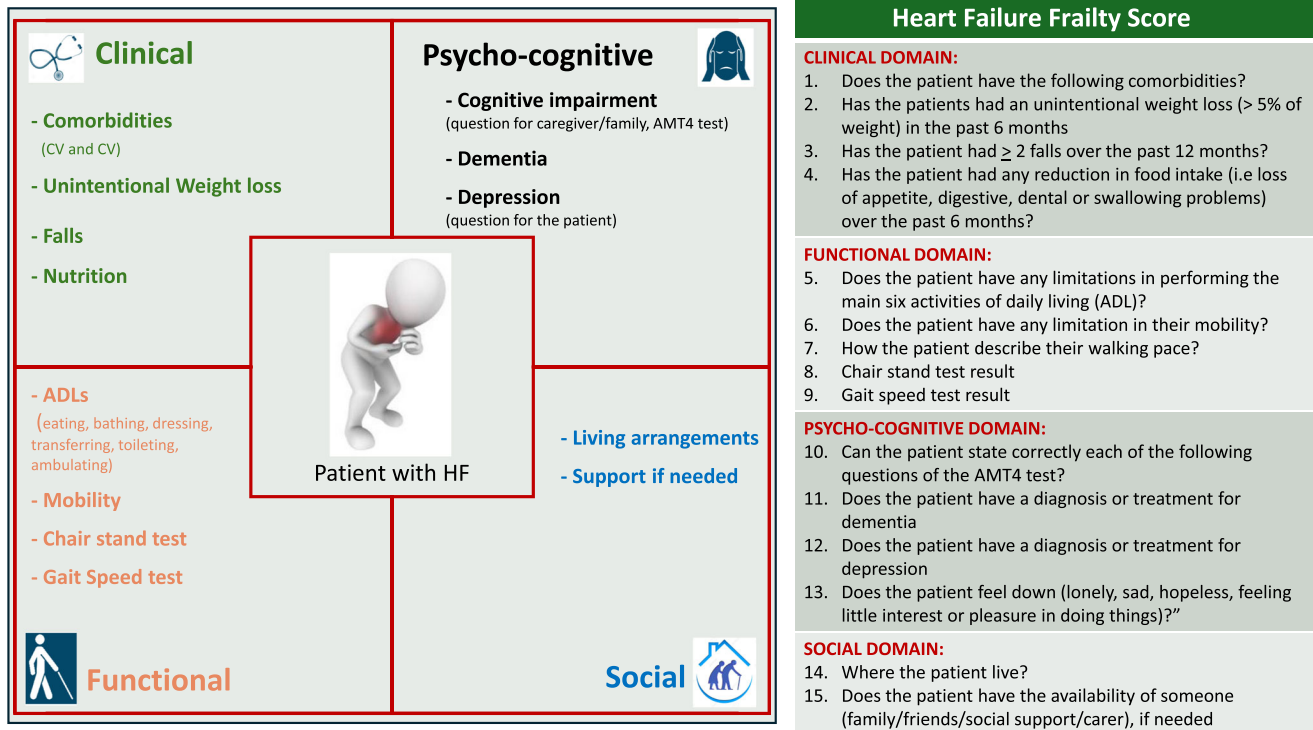 Clinical
- Comorbidities
(CV and CV)
- Unintentional Weight loss
- Falls
- Nutrition
Psycho-cognitive
- Cognitive impairment
(question for caregiver/family, AMT4 test)
- Dementia
- Depression
(question for the patient)
Patient with HF
- ADLs
(eating, bathing, dressing,
transferring, toileting,
ambulating)
- Mobility
- Chair stand test
- Gait Speed test
Functional
- Living arrangements
- Support if needed
Social
Heart Failure Frailty Score
CLINICAL DOMAIN:
1. Does the patient have the following comorbidities?
2. Has the patients had an unintentional weight loss (> 5% of
weight) in the past 6 months
3. Has the patient had ≥ 2 falls over the past 12 months?
4. Has the patient had any reduction in food intake (i.e loss
of appetite, digestive, dental or swallowing problems)
over the past 6 months?
FUNCTIONAL DOMAIN:
5. Does the patient have any limitations in performing the
main six activities of daily living (ADL)?
6. Does the patient have any limitation in their mobility?
7. How the patient describe their walking pace?
8. Chair stand test result
9. Gait speed test result
PSYCHO-COGNITIVE DOMAIN:
10. Can the patient state correctly each of the following
questions of the AMT4 test?
11. Does the patient have a diagnosis or treatment for
dementia
12. Does the patient have a diagnosis or treatment for
depression
13. Does the patient feel down (lonely, sad, hopeless, feeling
little interest or pleasure in doing things)?”
SOCIAL DOMAIN:
14. Where the patient live?
15. Does the patient have the availability of someone
(family/friends/social support/carer), if needed